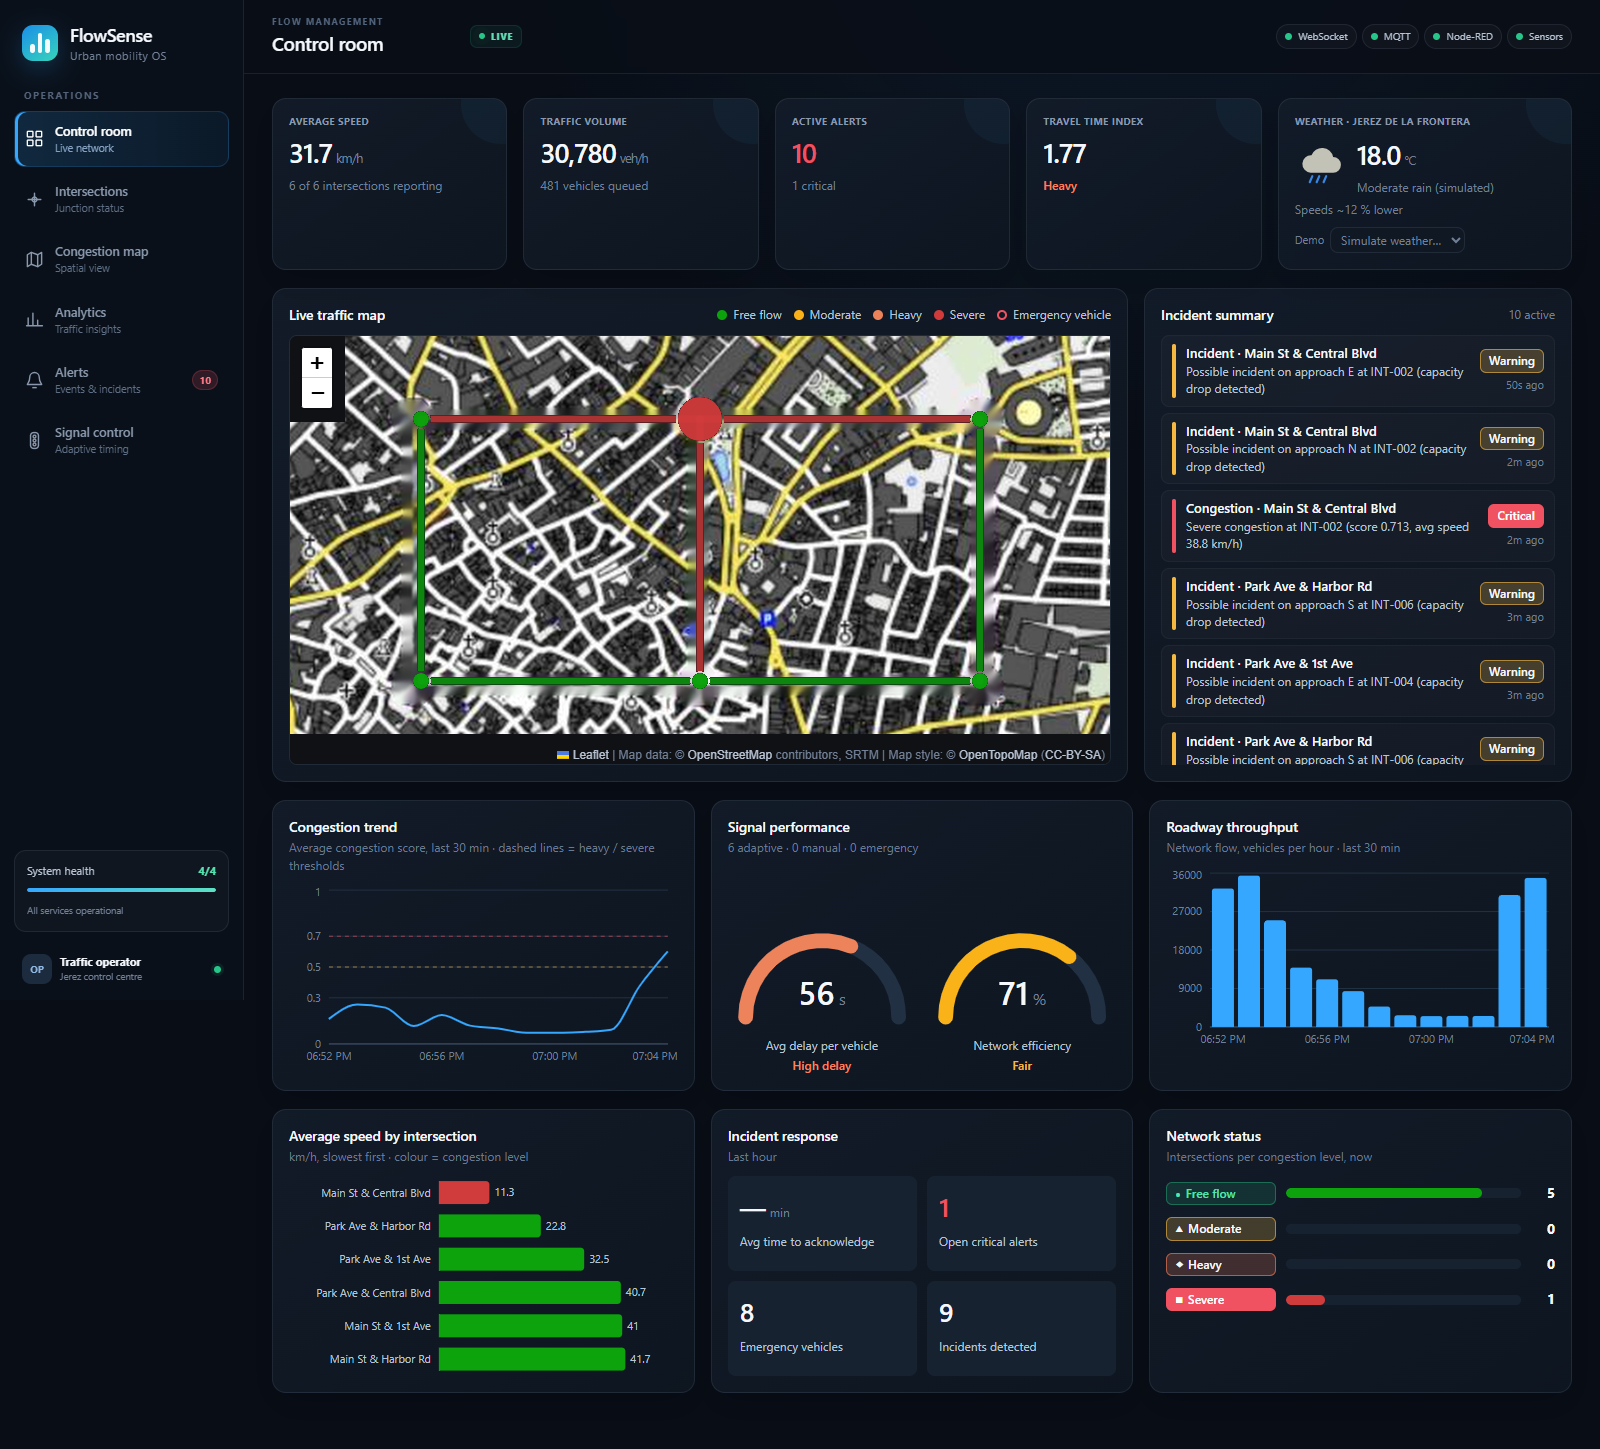 FlowSense
Urban mobility OS
OPERATIONS
Control room
Live network
Intersections
Junction status
Congestion map
Spatial view
Analytics
Traffic insights
Alerts
Events & incidents
10
Signal control
Adaptive timing
System health 4/4
All services operational
OP
Traffic operator
Jerez control centre
FLOW MANAGEMENT
Control room
LIVE
WebSocket MQTT Node-RED Sensors
AVERAGE SPEED
31.7 km/h
6 of 6 intersections reporting
TRAFFIC VOLUME
30,780 veh/h
481 vehicles queued
ACTIVE ALERTS
10
1 critical
TRAVEL TIME INDEX
1.77
Heavy
WEATHER · JEREZ DE LA FRONTERA
18.0 °C
Moderate rain (simulated)
Speeds ~12 % lower
Demo Simulate weather...
Live traffic map
Free flow Moderate Heavy Severe Emergency vehicle
+
−
P
Leaflet | Map data: © OpenStreetMap contributors, SRTM | Map style: © OpenTopoMap (CC-BY-SA)
Incident summary
10 active
Incident · Main St & Central Blvd
Possible incident on approach E at INT-002 (capacity
drop detected)
Warning
50s ago
Incident · Main St & Central Blvd
Possible incident on approach N at INT-002 (capacity
drop detected)
Warning
2m ago
Congestion · Main St & Central Blvd
Severe congestion at INT-002 (score 0.713, avg speed
38.8 km/h)
Critical
2m ago
Incident · Park Ave & Harbor Rd
Possible incident on approach S at INT-006 (capacity
drop detected)
Warning
3m ago
Incident · Park Ave & 1st Ave
Possible incident on approach E at INT-004 (capacity
drop detected)
Warning
3m ago
Incident · Park Ave & Harbor Rd
Possible incident on approach S at INT-006 (capacity
Warning
Congestion trend
Average congestion score, last 30 min · dashed lines = heavy / severe
thresholds
1
0.7
0.5
0.3
0
06:52 PM 06:56 PM 07:00 PM 07:04 PM
Signal performance
6 adaptive · 0 manual · 0 emergency
56 s
Avg delay per vehicle
High delay
71 %
Network efficiency
Fair
Roadway throughput
Network flow, vehicles per hour · last 30 min
36000
27000
18000
9000
0
06:52 PM 06:56 PM 07:00 PM 07:04 PM
Average speed by intersection
km/h, slowest first · colour = congestion level
Main St & Central Blvd 11.3
Park Ave & Harbor Rd 22.8
Park Ave & 1st Ave 32.5
Park Ave & Central Blvd 40.7
Main St & 1st Ave 41
Main St & Harbor Rd 41.7
Incident response
Last hour
— min
Avg time to acknowledge
1
Open critical alerts
8
Emergency vehicles
9
Incidents detected
Network status
Intersections per congestion level, now
Free flow 5
Moderate 0
Heavy 0
Severe 1